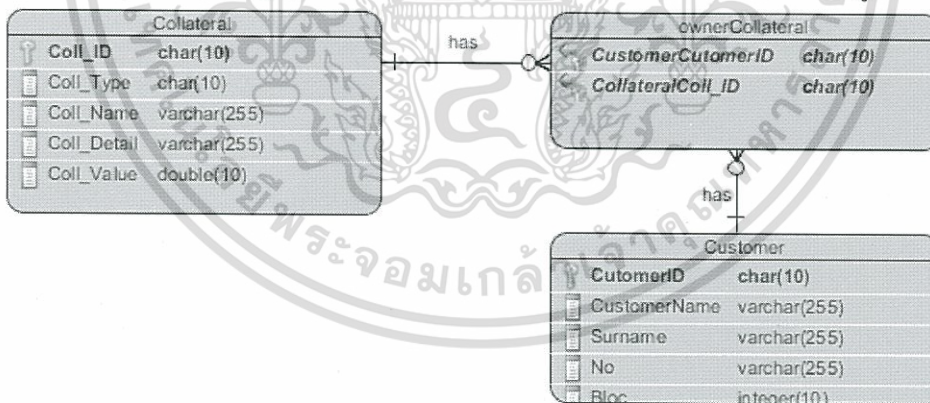 Collateral
Coll_ID char(10)
Coll_Type char(10)
Coll_Name varchar(255)
Coll_Detail varchar(255)
Coll_Value double(10)
has
ownerCollateral
CustomerCutomerID char(10)
CollateralColl_ID char(10)
has
Customer
CutomerID char(10)
CustomerName varchar(255)
Surname varchar(255)
No varchar(255)
Bloc integer(10)